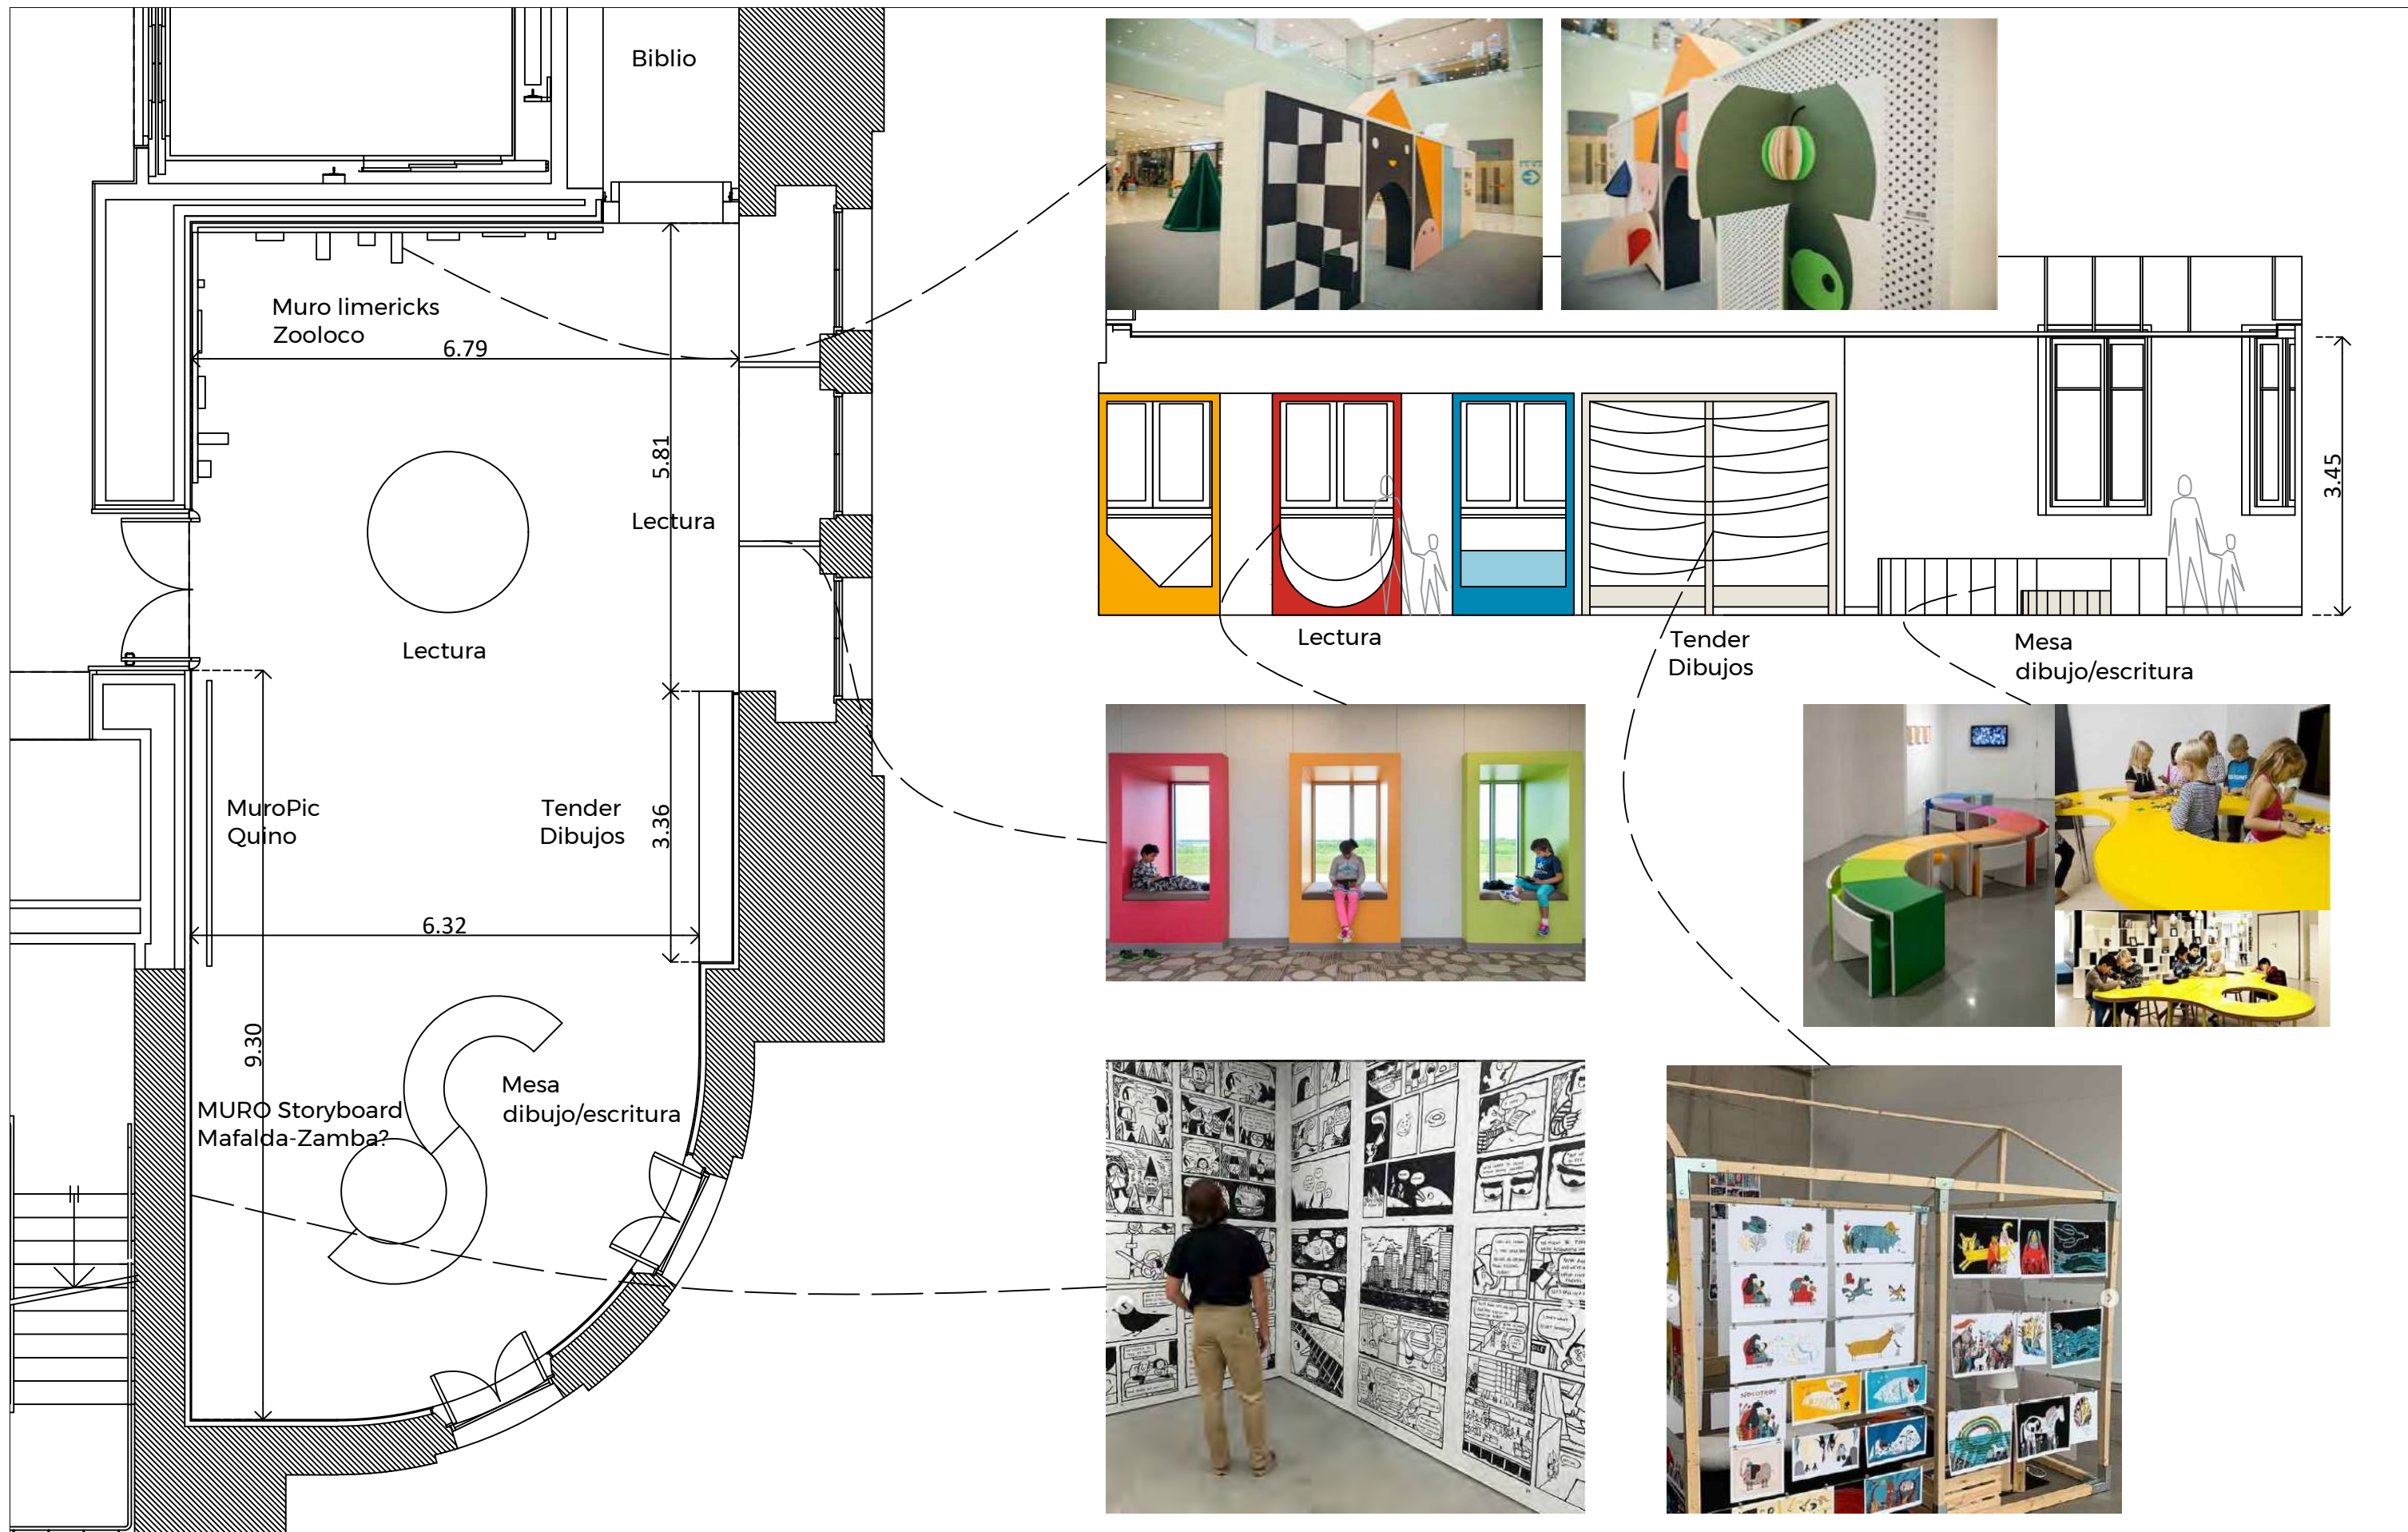 Biblio
Muro limericks
Zooloco
6.79
5.81
Lectura
Lectura
MuroPic
Quino
Tender
Dibujos
3.36
6.32
9.30
MURO Storyboard
Mafalda-Zamba?
Mesa
dibujo/escritura
3.45
Lectura
Tender
Dibujos
Mesa
dibujo/escritura
NOSOTROS